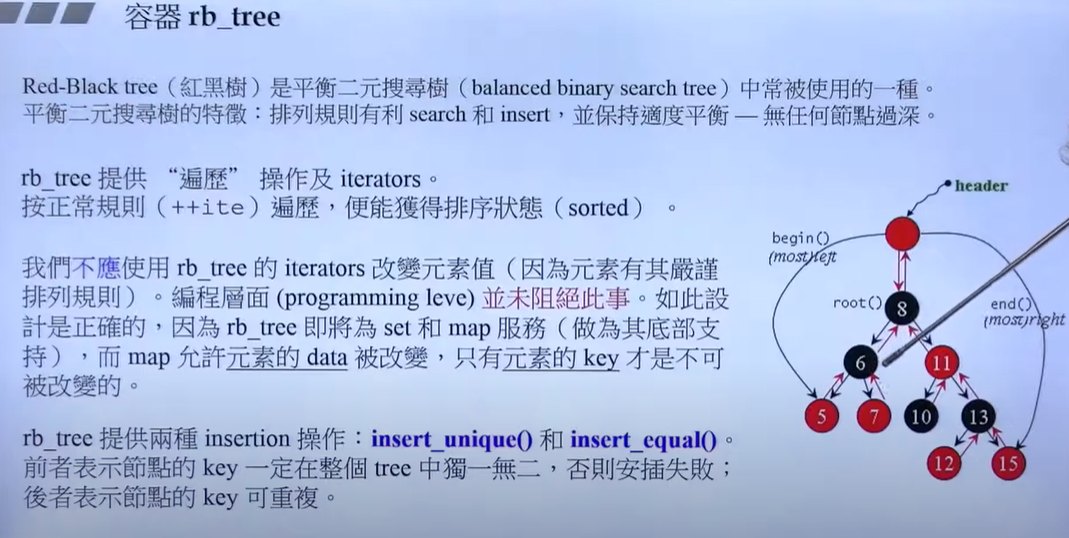 容器 rb_tree
Red-Black tree（紅黑樹）是平衡二元搜尋樹（balanced binary search tree）中常被使用的一種。
平衡二元搜尋樹的特徵：排列規則有利 search 和 insert，並保持適度平衡 — 無任何節點過深。
rb_tree 提供 “遍歷” 操作及 iterators。
按正常規則（++ite）遍歷，便能獲得排序狀態（sorted）。
我們不應使用 rb_tree 的 iterators 改變元素值（因為元素有其嚴謹
排列規則）。編程層面 (programming leve) 並未阻絕此事。如此設
計是正確的，因為 rb_tree 即將為 set 和 map 服務（做為其底部支
持），而 map 允許元素的 data 被改變，只有元素的 key 才是不可
被改變的。
rb_tree 提供兩種 insertion 操作：insert_unique() 和 insert_equal()。
前者表示節點的 key 一定在整個 tree 中獨一無二，否則安插失敗；
後者表示節點的 key 可重複。
header
begin()
(most)left
root()
8
end()
(most)right
6
11
5
7
10
13
12
15